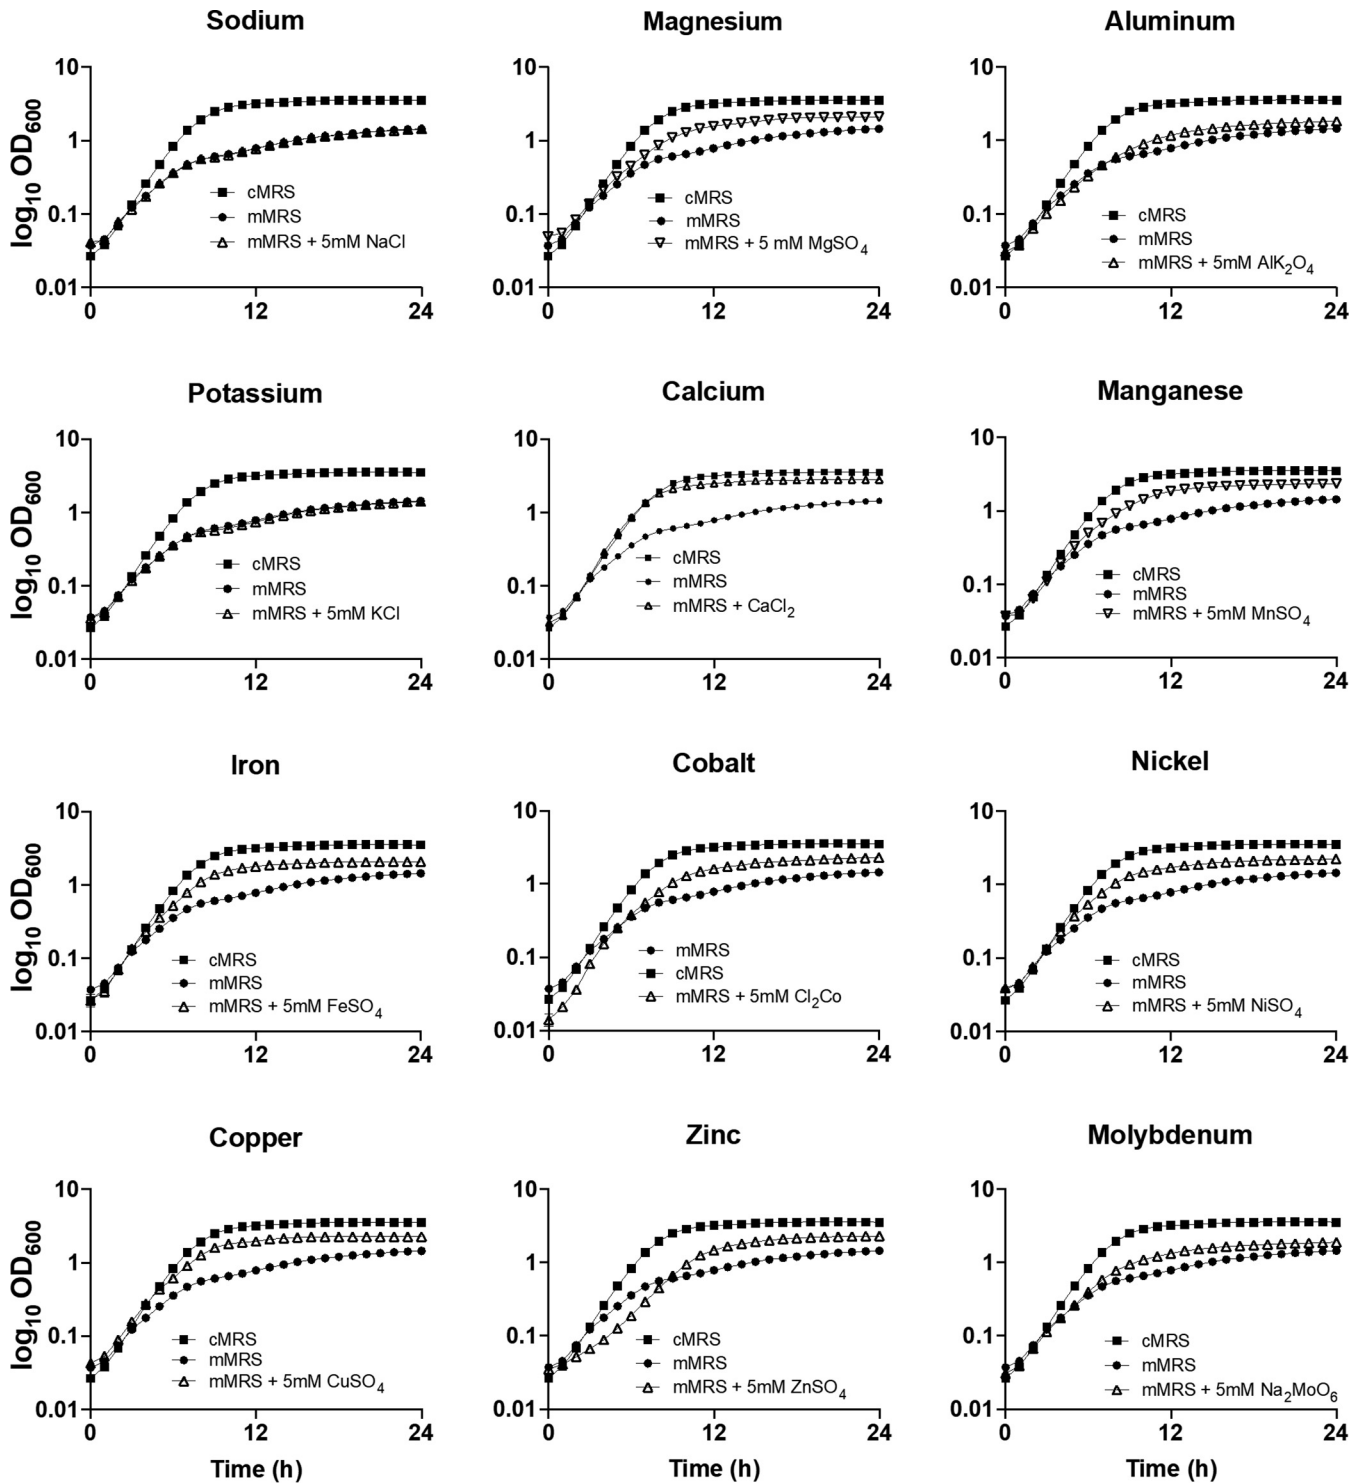 Sodium
Magnesium
Aluminum
log₁₀ OD₆₀₀
10
1
0.1
0.01
0
12
24
cMRS
mMRS
mMRS + 5mM NaCl
10
1
0.1
0.01
0
12
24
cMRS
mMRS
mMRS + 5 mM MgSO₄
10
1
0.1
0.01
0
12
24
cMRS
mMRS
mMRS + 5mM AlK₂O₄
Potassium
Calcium
Manganese
log₁₀ OD₆₀₀
10
1
0.1
0.01
0
12
24
cMRS
mMRS
mMRS + 5mM KCl
10
1
0.1
0.01
0
12
24
cMRS
mMRS
mMRS + CaCl₂
10
1
0.1
0.01
0
12
24
cMRS
mMRS
mMRS + 5mM MnSO₄
Iron
Cobalt
Nickel
log₁₀ OD₆₀₀
10
1
0.1
0.01
0
12
24
cMRS
mMRS
mMRS + 5mM FeSO₄
10
1
0.1
0.01
0
12
24
mMRS
cMRS
mMRS + 5mM Cl₂Co
10
1
0.1
0.01
0
12
24
cMRS
mMRS
mMRS + 5mM NiSO₄
Copper
Zinc
Molybdenum
log₁₀ OD₆₀₀
10
1
0.1
0.01
0
12
24
cMRS
mMRS
mMRS + 5mM CuSO₄
Time (h)
10
1
0.1
0.01
0
12
24
cMRS
mMRS
mMRS + 5mM ZnSO₄
Time (h)
10
1
0.1
0.01
0
12
24
cMRS
mMRS
mMRS + 5mM Na₂MoO₆
Time (h)